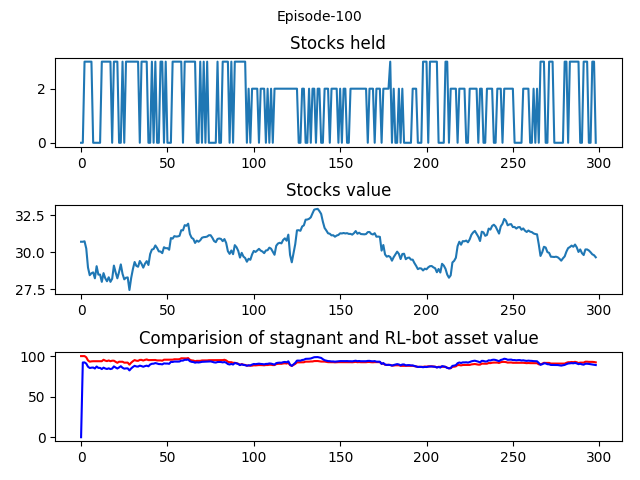 Episode-100
Stocks held
2
0
0 50 100 150 200 250 300
Stocks value
32.5
30.0
27.5
0 50 100 150 200 250 300
Comparision of stagnant and RL-bot asset value
100
50
0
0 50 100 150 200 250 300